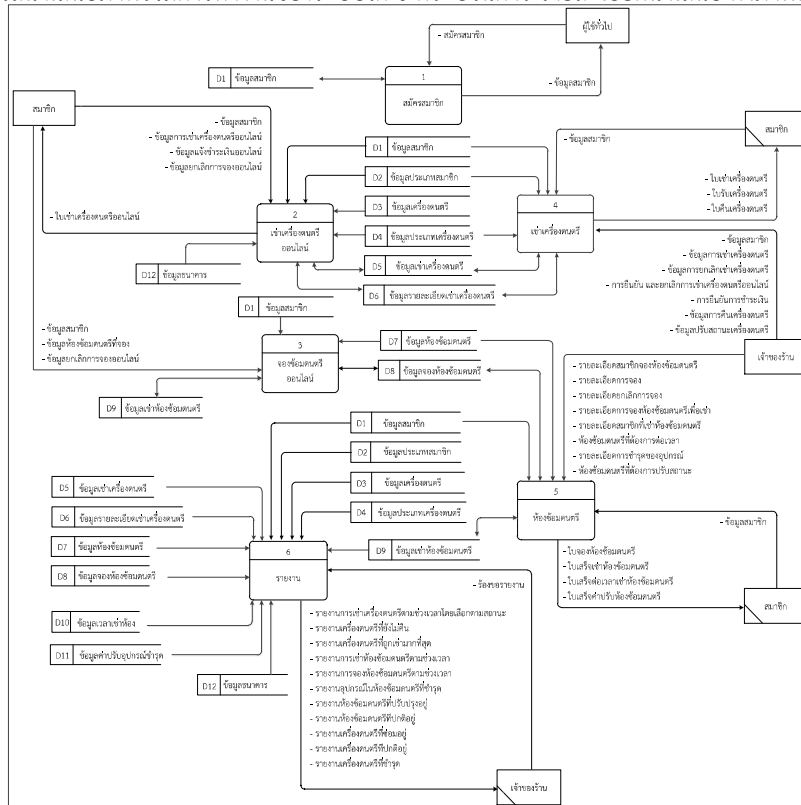 ผู้ใช้ทั่วไป
- สมัครสมาชิก
D1 ข้อมูลสมาชิก
1
สมัครสมาชิก
- ข้อมูลสมาชิก
สมาชิก
- ข้อมูลสมาชิก
- ข้อมูลการเช่าเครื่องดนตรีออนไลน์
- ข้อมูลแจ้งชำระเงินออนไลน์
- ข้อมูลยกเลิกการจองออนไลน์
D1 ข้อมูลสมาชิก
D2 ข้อมูลประเภทสมาชิก
D3 ข้อมูลเครื่องดนตรี
D4 ข้อมูลประเภทเครื่องดนตรี
D5 ข้อมูลเช่าเครื่องดนตรี
D6 ข้อมูลรายละเอียดเช่าเครื่องดนตรี
- ข้อมูลสมาชิก
สมาชิก
- ใบเช่าเครื่องดนตรี
- ใบรับเครื่องดนตรี
- ใบคืนเครื่องดนตรี
2
เช่าเครื่องดนตรี
ออนไลน์
4
เช่าเครื่องดนตรี
- ใบเช่าเครื่องดนตรีออนไลน์
D12 ข้อมูลธนาคาร
- ข้อมูลสมาชิก
- ข้อมูลการเช่าเครื่องดนตรี
- ข้อมูลการยกเลิกเช่าเครื่องดนตรี
- การยืนยัน และยกเลิกการเช่าเครื่องดนตรีออนไลน์
- การยืนยันการชำระเงิน
- ข้อมูลการคืนเครื่องดนตรี
- ข้อมูลปรับสถานะเครื่องดนตรี
เจ้าของร้าน
D1 ข้อมูลสมาชิก
- ข้อมูลสมาชิก
- ข้อมูลห้องซ้อมดนตรีที่จอง
- ข้อมูลยกเลิกการจองออนไลน์
3
จองซ้อมดนตรี
ออนไลน์
D7 ข้อมูลห้องซ้อมดนตรี
D8 ข้อมูลจองห้องซ้อมดนตรี
D9 ข้อมูลเช่าห้องซ้อมดนตรี
- รายละเอียดสมาชิกจองห้องซ้อมดนตรี
- รายละเอียดการจอง
- รายละเอียดยกเลิกการจอง
- รายละเอียดการจองห้องซ้อมดนตรีเพื่อเช่า
- รายละเอียดสมาชิกที่เช่าห้องซ้อมดนตรี
- ห้องซ้อมดนตรีที่ต้องการต่อเวลา
- รายละเอียดการชำรุดของอุปกรณ์
- ห้องซ้อมดนตรีที่ต้องการปรับสถานะ
D1 ข้อมูลสมาชิก
D2 ข้อมูลประเภทสมาชิก
D3 ข้อมูลเครื่องดนตรี
D4 ข้อมูลประเภทเครื่องดนตรี
D9 ข้อมูลเช่าห้องซ้อมดนตรี
5
ห้องซ้อมดนตรี
- ข้อมูลสมาชิก
- ใบจองห้องซ้อมดนตรี
- ใบเสร็จเช่าห้องซ้อมดนตรี
- ใบเสร็จต่อเวลาเช่าห้องซ้อมดนตรี
- ใบเสร็จค่าปรับห้องซ้อมดนตรี
สมาชิก
D5 ข้อมูลเช่าเครื่องดนตรี
D6 ข้อมูลรายละเอียดเช่าเครื่องดนตรี
D7 ข้อมูลห้องซ้อมดนตรี
D8 ข้อมูลจองห้องซ้อมดนตรี
D10 ข้อมูลเวลาเช่าห้อง
D11 ข้อมูลค่าปรับอุปกรณ์ชำรุด
D12 ข้อมูลธนาคาร
6
รายงาน
- ร้องขอรายงาน
- รายงานการเช่าเครื่องดนตรีตามช่วงเวลาโดยเลือกตามสถานะ
- รายงานเครื่องดนตรีที่ยังไม่คืน
- รายงานเครื่องดนตรีที่ถูกเช่ามากที่สุด
- รายงานการเช่าห้องซ้อมดนตรีตามช่วงเวลา
- รายงานการจองห้องซ้อมดนตรีตามช่วงเวลา
- รายงานอุปกรณ์ในห้องซ้อมดนตรีที่ชำรุด
- รายงานห้องซ้อมดนตรีที่ปรับปรุงอยู่
- รายงานห้องซ้อมดนตรีที่ปกติอยู่
- รายงานเครื่องดนตรีที่ซ่อมอยู่
- รายงานเครื่องดนตรีที่ปกติอยู่
- รายงานเครื่องดนตรีที่ชำรุด
เจ้าของร้าน